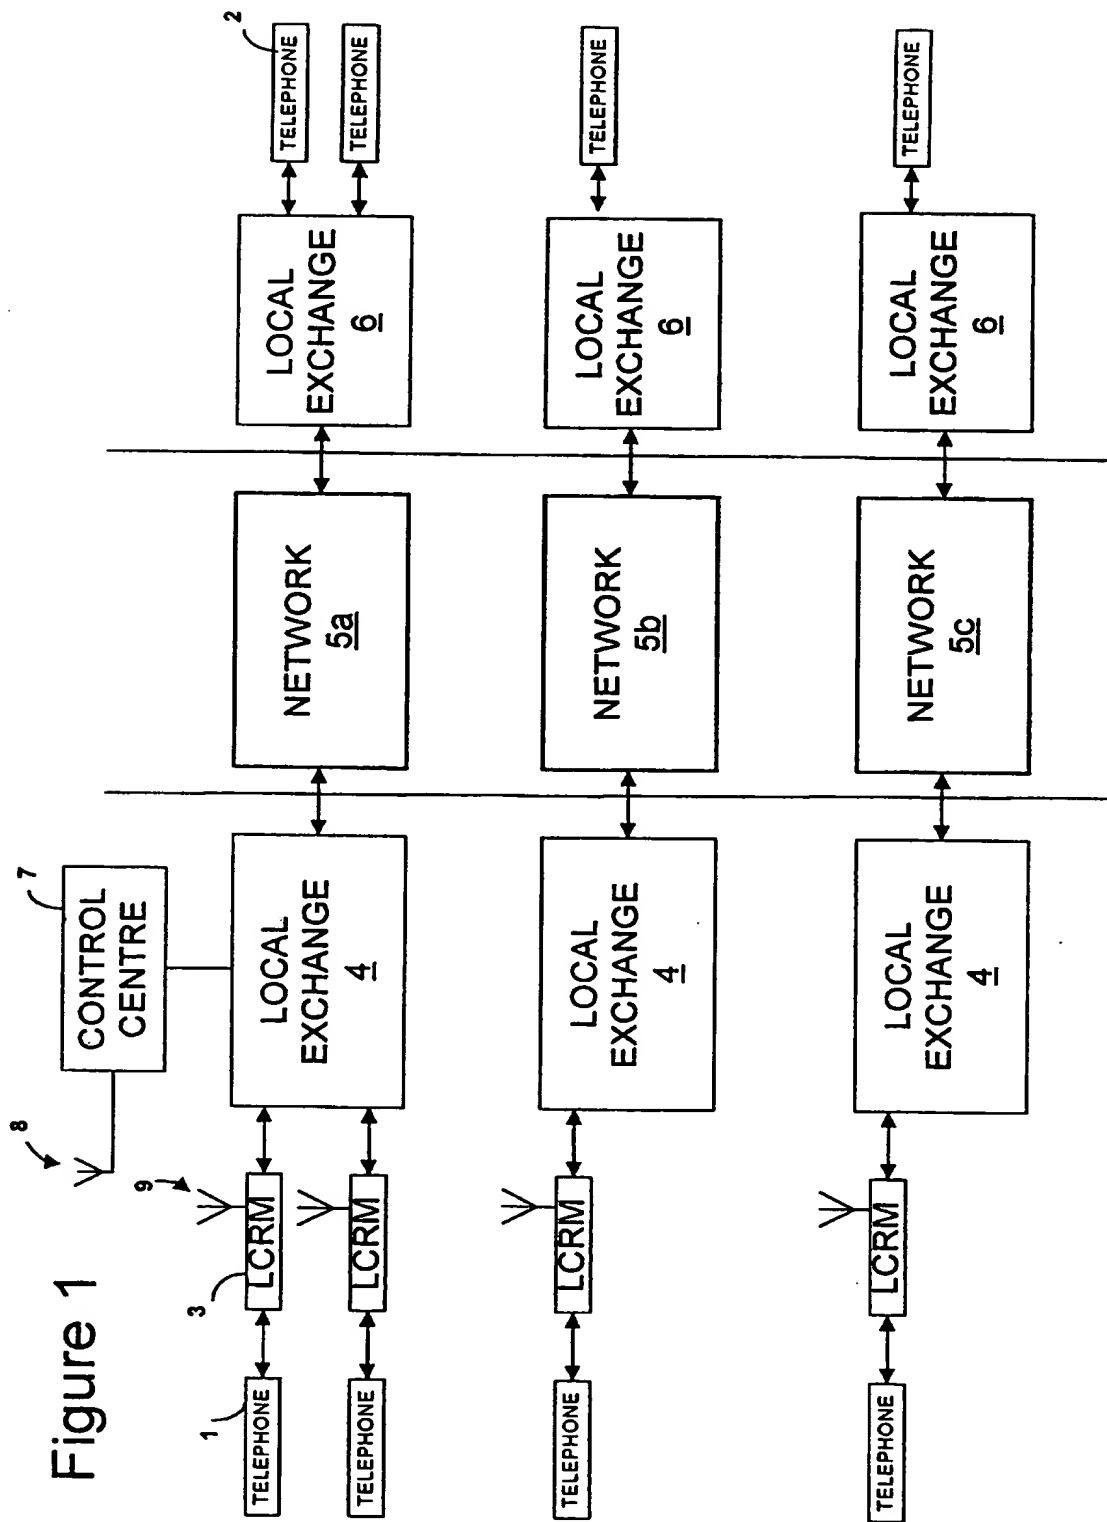 Figure 1
8
7
CONTROL
CENTRE
9
1
3
2
TELEPHONE
LCRM
LOCAL
EXCHANGE
4
NETWORK
5a
LOCAL
EXCHANGE
6
TELEPHONE
TELEPHONE
LCRM
TELEPHONE
TELEPHONE
LCRM
LOCAL
EXCHANGE
4
NETWORK
5b
LOCAL
EXCHANGE
6
TELEPHONE
TELEPHONE
LCRM
LOCAL
EXCHANGE
4
NETWORK
5c
LOCAL
EXCHANGE
6
TELEPHONE